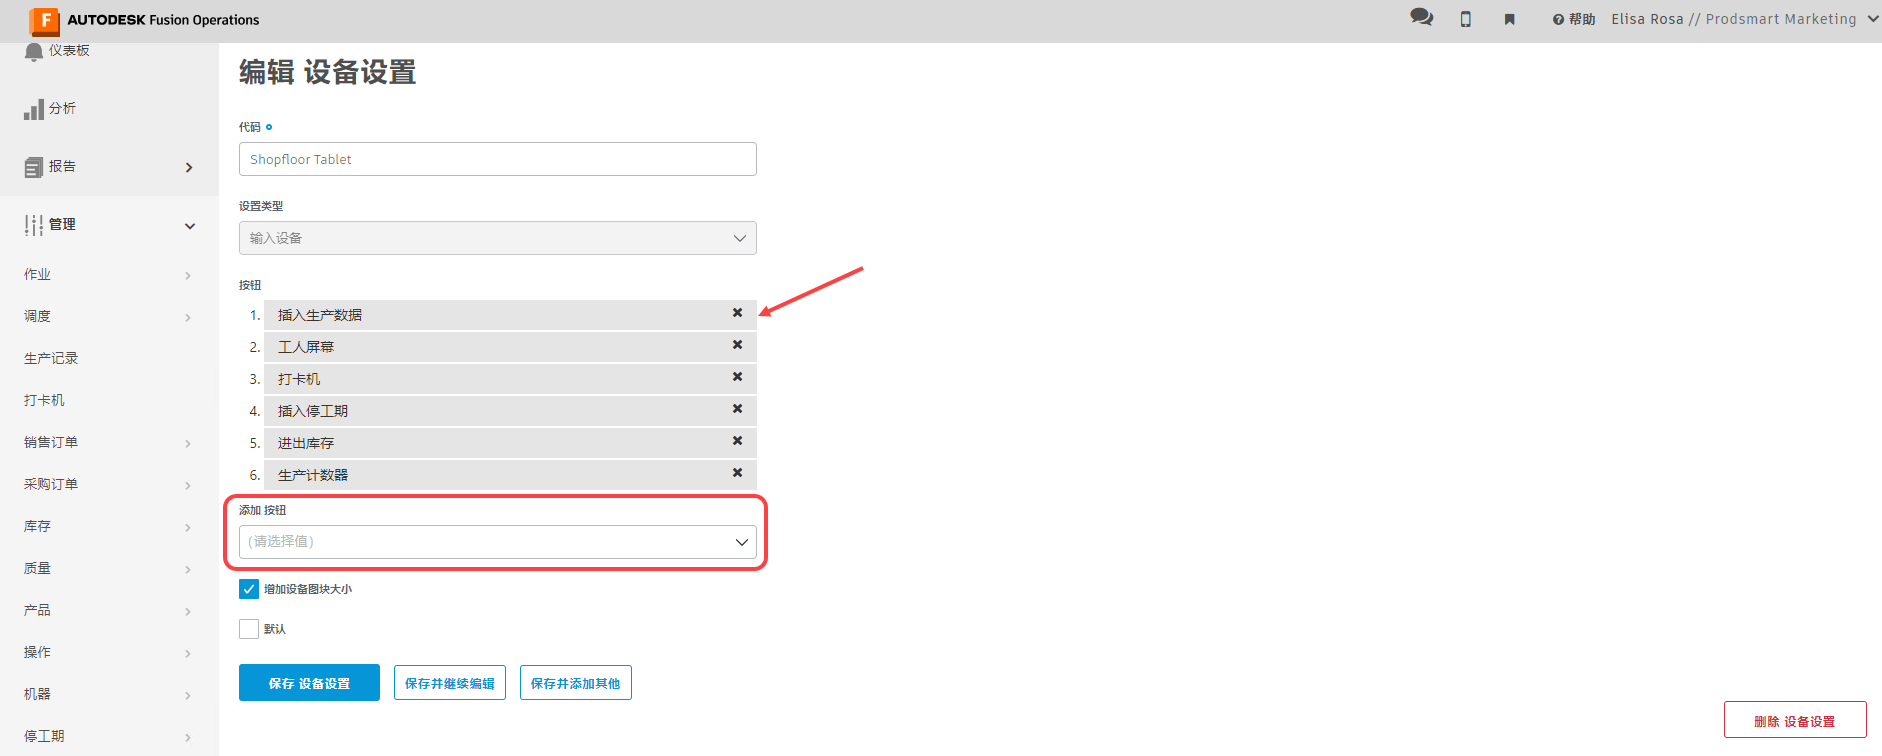 AUTODESK Fusion Operations
帮助
Elisa Rosa // Prodsmart Marketing
仪表板
分析
报告
管理
作业
调度
生产记录
打卡机
销售订单
采购订单
库存
质量
产品
操作
机器
停工期
编辑 设备设置
代码
Shopfloor Tablet
设置类型
输入设备
按钮
1. 插入生产数据
2. 工人屏幕
3. 打卡机
4. 插入停工期
5. 进出库存
6. 生产计数器
添加 按钮
(请选择值)
增加设备图块大小
默认
保存 设备设置
保存并继续编辑
保存并添加其他
删除 设备设置